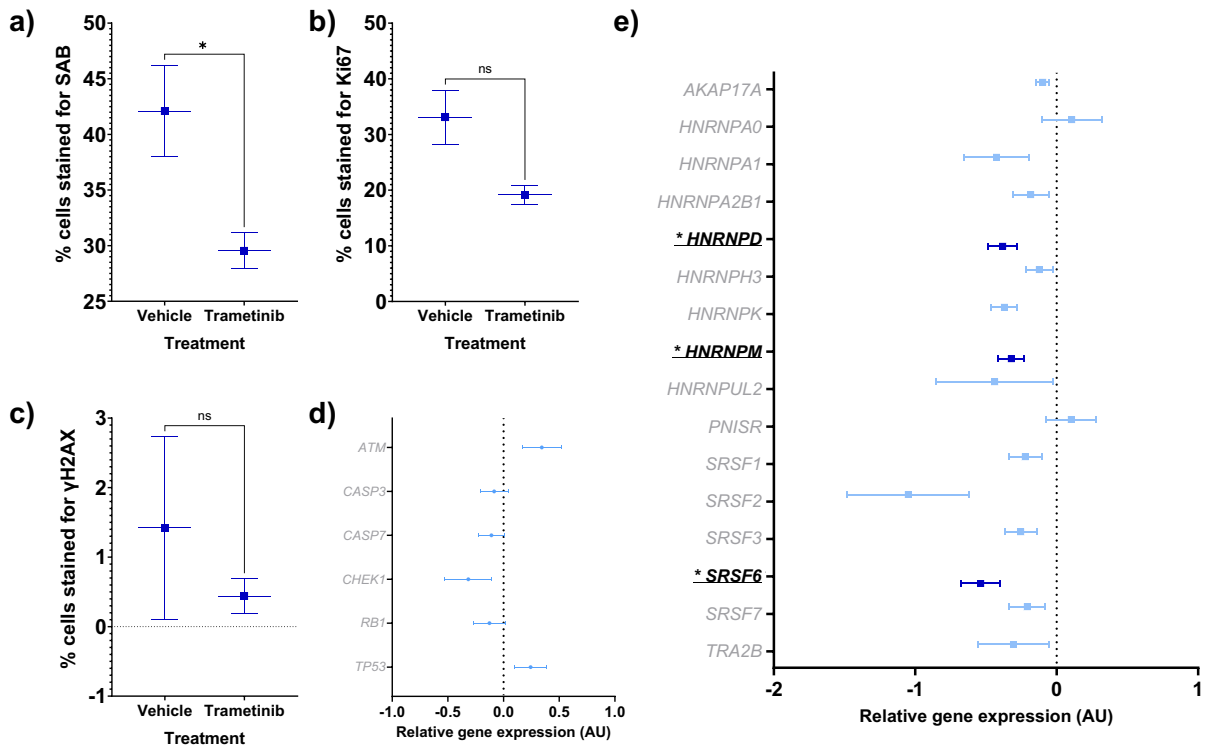 a)
% cells stained for SAB
50
45
40
35
30
25
*
Vehicle Trametinib
Treatment
b)
% cells stained for Ki67
50
40
30
20
10
0
ns
Vehicle Trametinib
Treatment
c)
% cells stained for γH2AX
3
2
1
0
-1
ns
Vehicle Trametinib
Treatment
d)
ATM
CASP3
CASP7
CHEK1
RB1
TP53
-1.0 -0.5 0.0 0.5 1.0
Relative gene expression (AU)
e)
AKAP17A
HNRNPA0
HNRNPA1
HNRNPA2B1
* HNRNPD
HNRNPH3
HNRNPK
* HNRNPM
HNRNPUL2
PNISR
SRSF1
SRSF2
SRSF3
* SRSF6
SRSF7
TRA2B
-2 -1 0 1
Relative gene expression (AU)